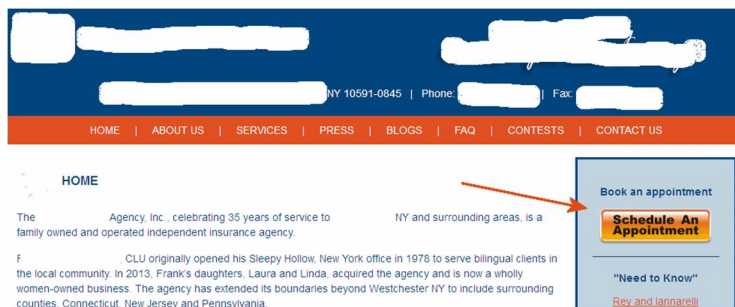 NY 10591-0845 | Phone: | Fax:
HOME | ABOUT US | SERVICES | PRESS | BLOGS | FAQ | CONTESTS | CONTACT US
HOME
The Agency, Inc., celebrating 35 years of service to NY and surrounding areas, is a
family owned and operated independent insurance agency.
F , CLU originally opened his Sleepy Hollow, New York office in 1978 to serve bilingual clients in
the local community. In 2013, Frank's daughters, Laura and Linda, acquired the agency and is now a wholly
women-owned business. The agency has extended its boundaries beyond Westchester NY to include surrounding
counties, Connecticut, New Jersey and Pennsylvania.
Book an appointment
Schedule An
Appointment
"Need to Know"
Rey and Iannarelli